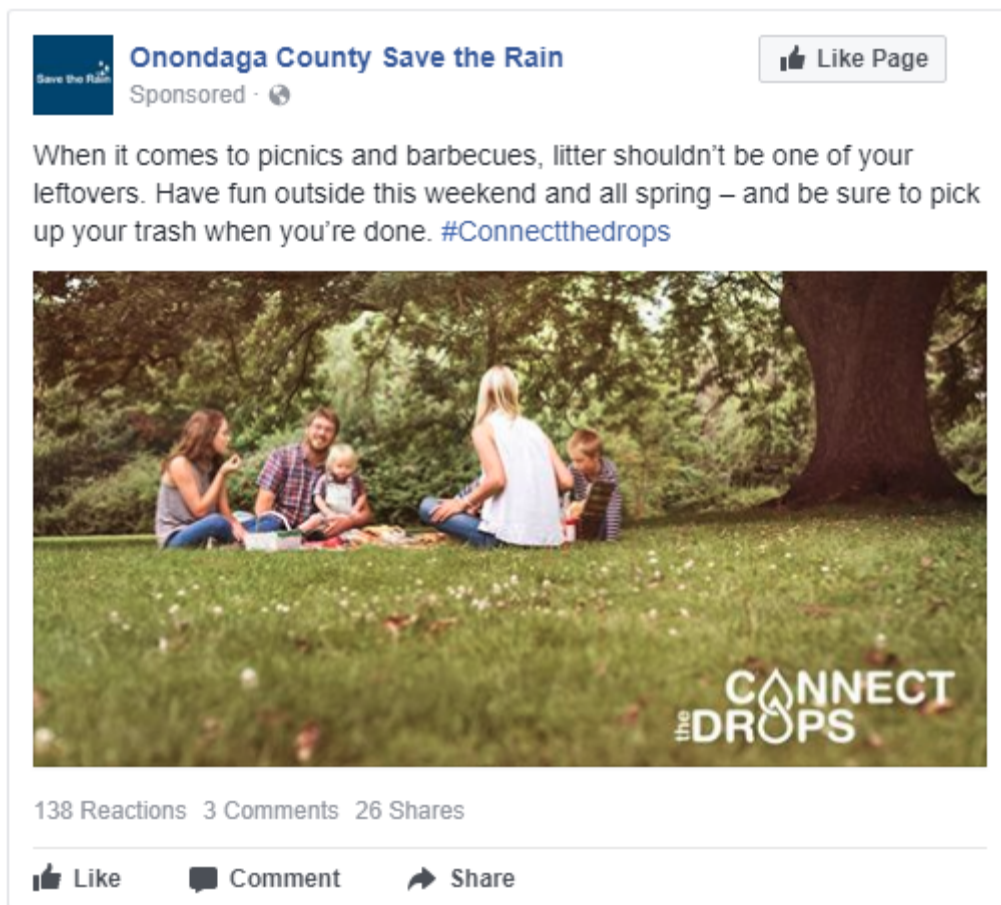 Save the Rain
Onondaga County Save the Rain
Like Page
Sponsored ·
When it comes to picnics and barbecues, litter shouldn’t be one of your
leftovers. Have fun outside this weekend and all spring – and be sure to pick
up your trash when you’re done. #Connectthedrops
CONNECT
the DROPS
138 Reactions 3 Comments 26 Shares
Like Comment Share